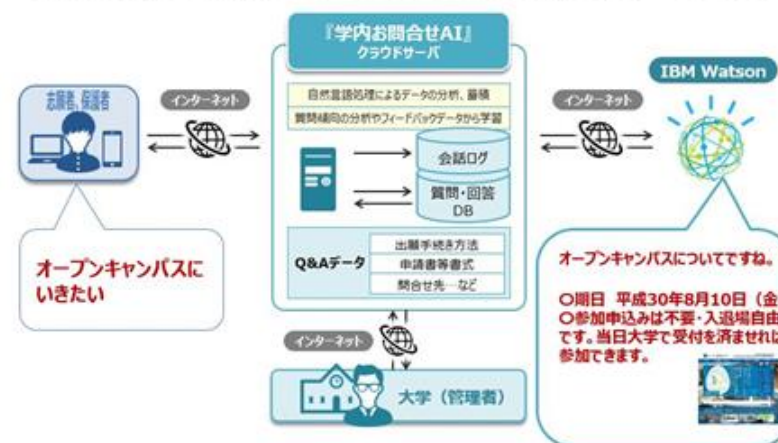 『学内お問合せAI』
クラウドサーバ
IBM Watson
志願者、保護者
インターネット
インターネット
自然言語処理によるデータの分析、蓄積
質問傾向の分析やフィードバックデータから学習
会話ログ
質問・回答
DB
Q&Aデータ
出願手続き方法
申請書等書式
問合せ先…など
オープンキャンパスに
いきたい
オープンキャンパスについてですね。
〇期日 平成30年8月10日（金
〇参加申込みは不要・入退場自由
です。当日大学で受付を済ませれば
参加できます。
インターネット
大学（管理者）